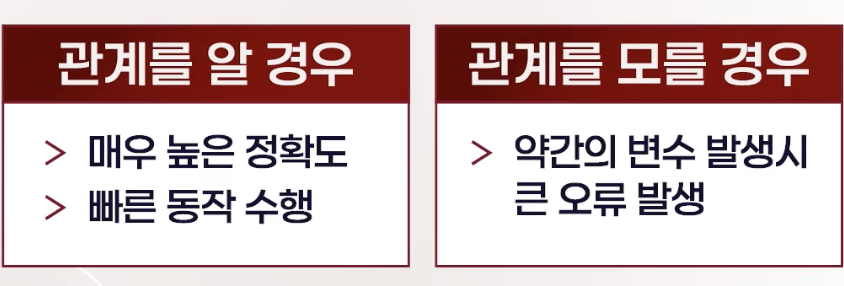 관계를 알 경우
> 매우 높은 정확도
> 빠른 동작 수행
관계를 모를 경우
> 약간의 변수 발생시
큰 오류 발생